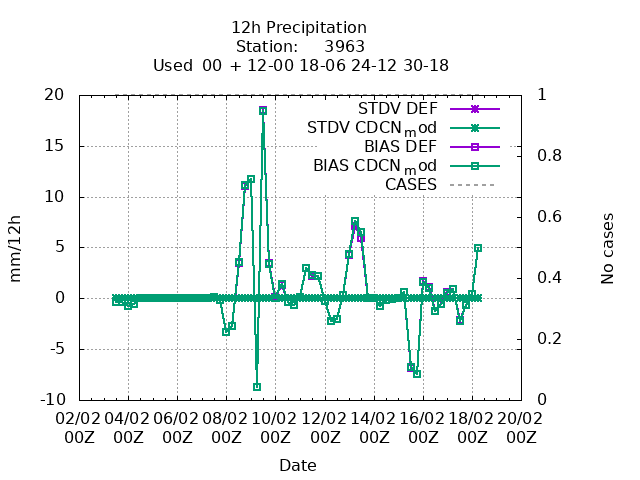 12h Precipitation
Station: 3963
Used 00 + 12-00 18-06 24-12 30-18
STDV DEF
STDV CDCN_mod
BIAS DEF
BIAS CDCN_mod
CASES
20
15
10
5
0
-5
-10
mm/12h
1
0.8
0.6
0.4
0.2
0
No cases
02/02 04/02 06/02 08/02 10/02 12/02 14/02 16/02 18/02 20/02
00Z 00Z 00Z 00Z 00Z 00Z 00Z 00Z 00Z 00Z
Date